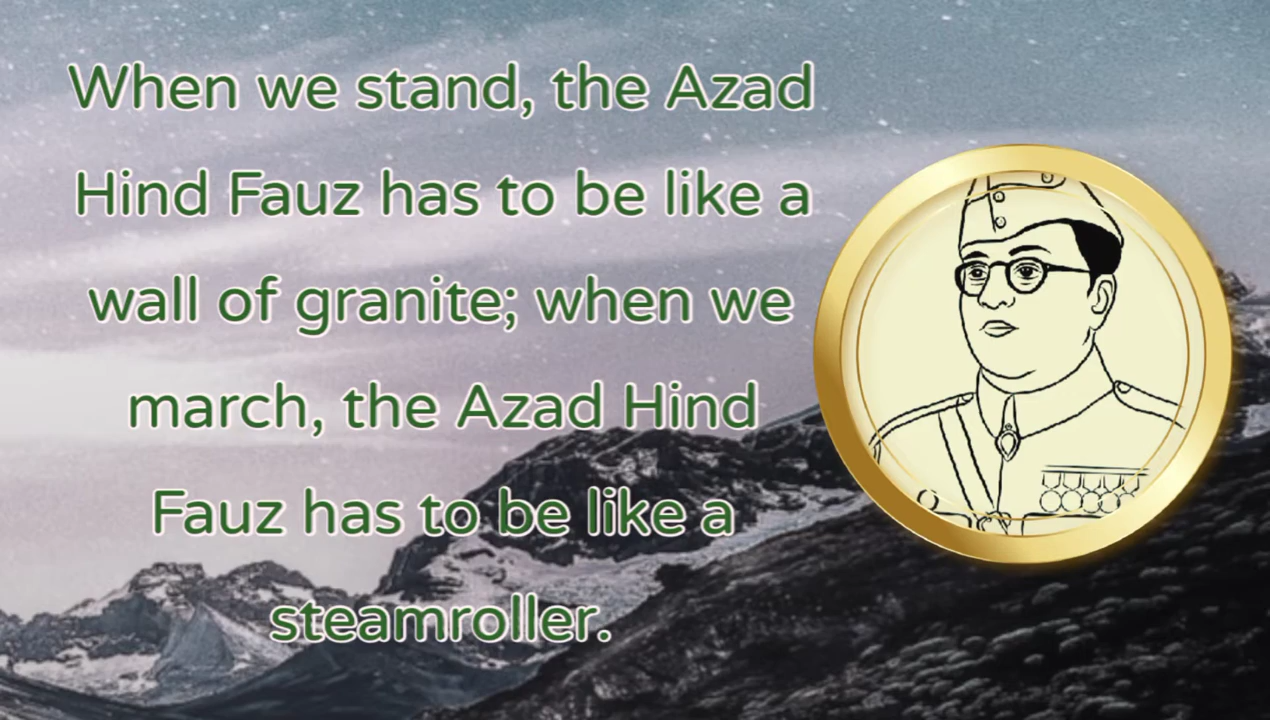 When we stand, the Azad
Hind Fauz has to be like a
wall of granite; when we
march, the Azad Hind
Fauz has to be like a
steamroller.